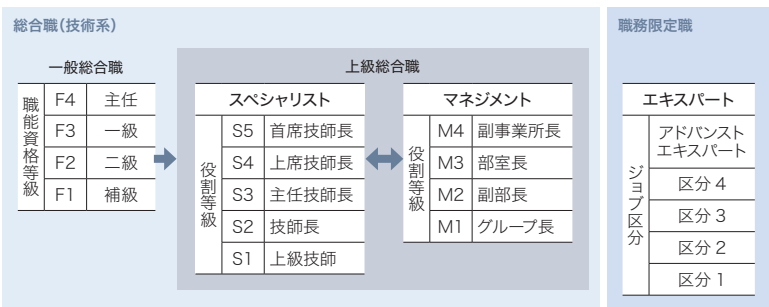 総合職(技術系)
一般総合職
職能資格等級
F4 主任
F3 一級
F2 二級
F1 補級
上級総合職
スペシャリスト
役割等級
S5 首席技師長
S4 上席技師長
S3 主任技師長
S2 技師長
S1 上級技師
マネジメント
役割等級
M4 副事業所長
M3 部室長
M2 副部長
M1 グループ長
職務限定職
エキスパート
ジョブ区分
アドバンスト
エキスパート
区分 4
区分 3
区分 2
区分 1